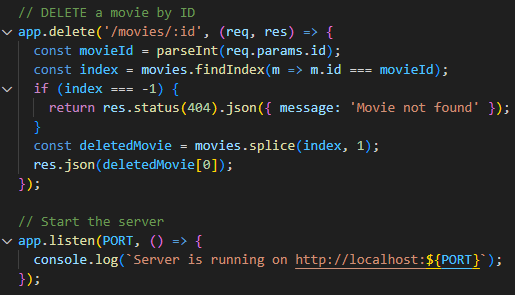 // DELETE a movie by ID
app.delete('/movies/:id', (req, res) => {
  const movieId = parseInt(req.params.id);
  const index = movies.findIndex(m => m.id === movieId);
  if (index === -1) {
    return res.status(404).json({ message: 'Movie not found' });
  }
  const deletedMovie = movies.splice(index, 1);
  res.json(deletedMovie[0]);
});

// Start the server
app.listen(PORT, () => {
  console.log(`Server is running on http://localhost:${PORT}`);
});